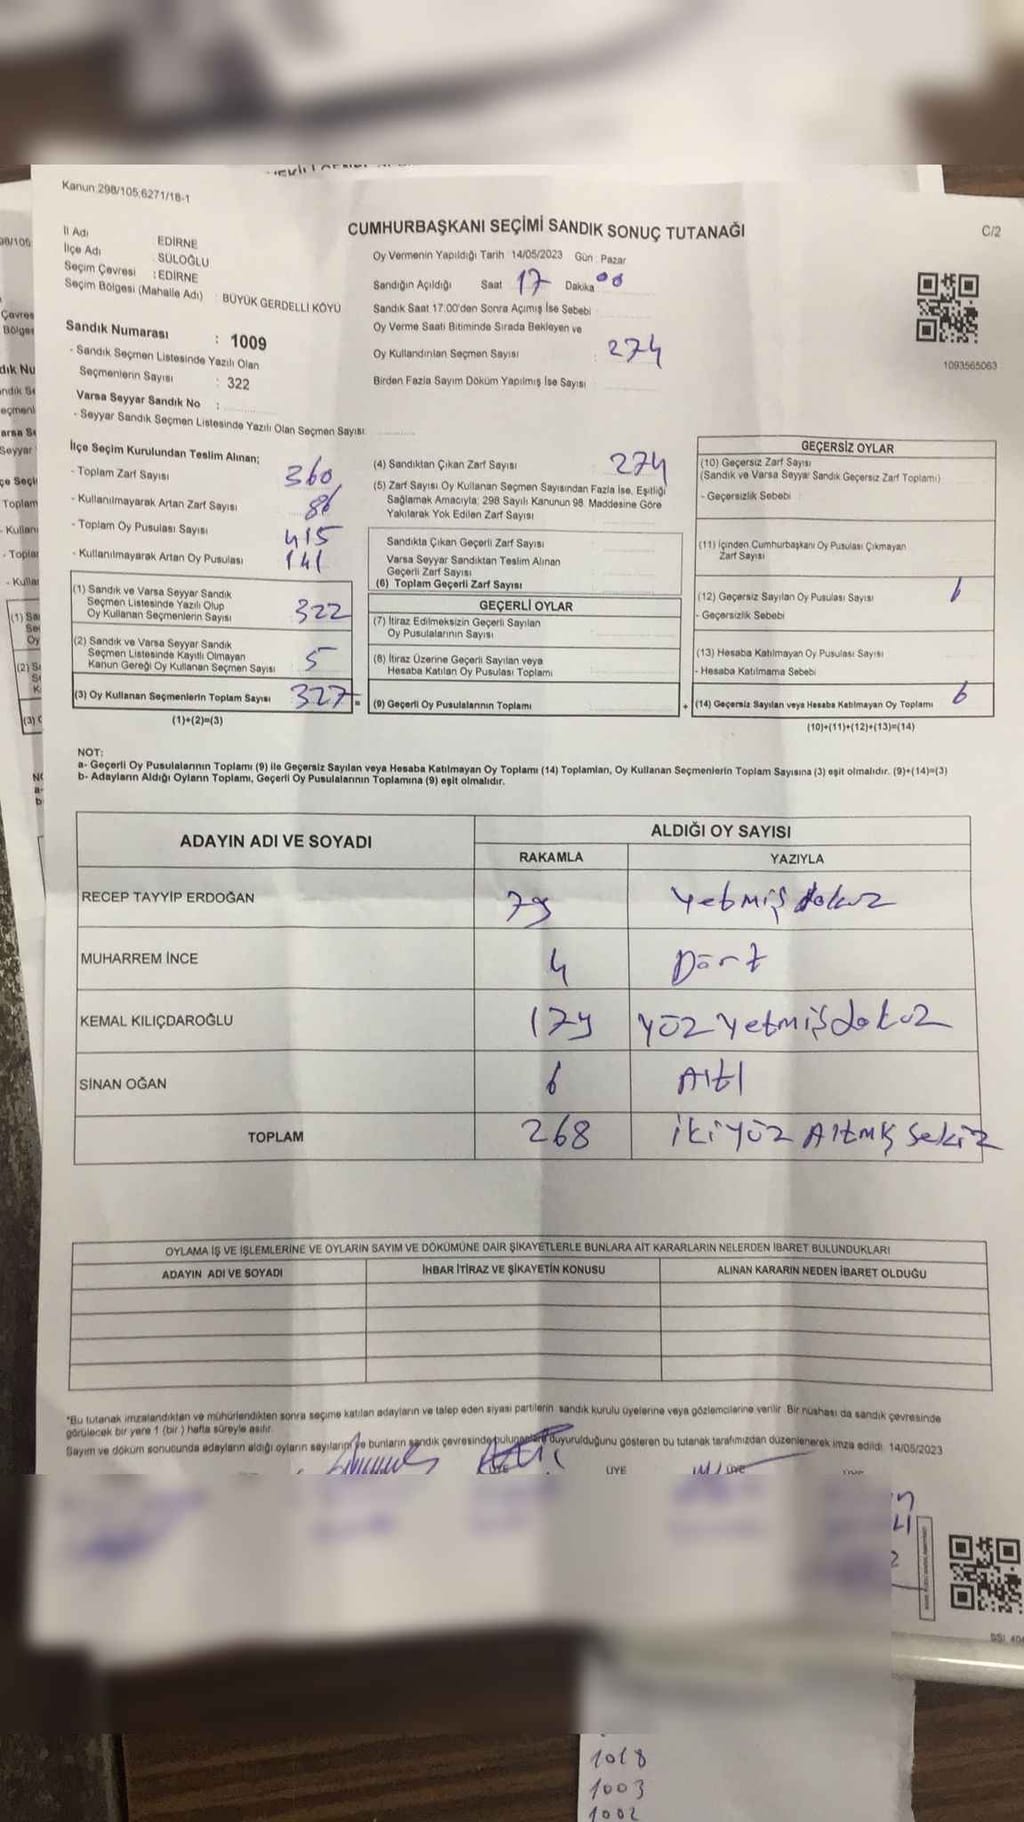 Kanun:298/105,6271/18-1
CUMHURBAŞKANI SEÇİMİ SANDIK SONUÇ TUTANAĞI
C/2
İl Adı EDİRNE
İlçe Adı SÜLOĞLU
Seçim Çevresi : EDİRNE
Seçim Bölgesi (Mahalle Adı) : BÜYÜK GERDELLİ KÖYÜ
Sandık Numarası : 1009
- Sandık Seçmen Listesinde Yazılı Olan
Seçmenlerin Sayısı : 322
Varsa Seyyar Sandık No :
- Seyyar Sandık Seçmen Listesinde Yazılı Olan Seçmen Sayısı:
Oy Vermenin Yapıldığı Tarih :14/05/2023 Gün : Pazar
Sandığın Açıldığı Saat 17 Dakika 00
Sandık Saat 17:00'den Sonra Açımış İse Sebebi
Oy Verme Saati Bitiminde Sırada Bekleyen ve
Oy Kullandırılan Seçmen Sayısı : 274
Birden Fazla Sayım Döküm Yapılmış İse Sayısı
1093565063
İlçe Seçim Kurulundan Teslim Alınan;
- Toplam Zarf Sayısı 360
- Kullanılmayarak Artan Zarf Sayısı 86
- Toplam Oy Pusulası Sayısı 415
- Kullanılmayarak Artan Oy Pusulası 141
(1) Sandık ve Varsa Seyyar Sandık
Seçmen Listesinde Yazılı Olup
Oy Kullanan Seçmenlerin Sayısı 322
(2) Sandık ve Varsa Seyyar Sandık
Seçmen Listesinde Kayıtlı Olmayan
Kanun Gereği Oy Kullanan Seçmen Sayısı 5
(3) Oy Kullanan Seçmenlerin Toplam Sayısı 327 =
(1)+(2)=(3)
(4) Sandıktan Çıkan Zarf Sayısı 274
(5) Zarf Sayısı Oy Kullanan Seçmen Sayısından Fazla İse, Eşitliği
Sağlamak Amacıyla; 298 Sayılı Kanunun 98. Maddesine Göre
Yakılarak Yok Edilen Zarf Sayısı
Sandıkta Çıkan Geçerli Zarf Sayısı
Varsa Seyyar Sandıktan Teslim Alınan
Geçerli Zarf Sayısı
(6) Toplam Geçerli Zarf Sayısı
GEÇERLİ OYLAR
(7) İtiraz Edilmeksizin Geçerli Sayılan
Oy Pusulalarının Sayısı
(8) İtiraz Üzerine Geçerli Sayılan veya
Hesaba Katılan Oy Pusulası Toplamı
(9) Geçerli Oy Pusulalarının Toplamı +
GEÇERSİZ OYLAR
(10) Geçersiz Zarf Sayısı
(Sandık ve Varsa Seyyar Sandık Geçersiz Zarf Toplamı)
- Geçersizlik Sebebi
(11) İçinden Cumhurbaşkanı Oy Pusulası Çıkmayan
Zarf Sayısı
(12) Geçersiz Sayılan Oy Pusulası Sayısı 6
- Geçersizlik Sebebi
(13) Hesaba Katılmayan Oy Pusulası Sayısı
- Hesaba Katılmama Sebebi
(14) Geçersiz Sayılan veya Hesaba Katılmayan Oy Toplamı 6
(10)+(11)+(12)+(13)=(14)
NOT:
a- Geçerli Oy Pusulalarının Toplamı (9) ile Geçersiz Sayılan veya Hesaba Katılmayan Oy Toplamı (14) Toplamları, Oy Kullanan Seçmenlerin Toplam Sayısına (3) eşit olmalıdır. (9)+(14)=(3)
b- Adayların Aldığı Oyların Toplamı, Geçerli Oy Pusulalarının Toplamına (9) eşit olmalıdır.
ADAYIN ADI VE SOYADI ALDIĞI OY SAYISI
RAKAMLA YAZIYLA
RECEP TAYYİP ERDOĞAN 79 Yetmiş dokuz
MUHARREM İNCE 4 Dört
KEMAL KILIÇDAROĞLU 179 Yüz Yetmiş dokuz
SİNAN OĞAN 6 Altı
TOPLAM 268 İki Yüz Altmış sekiz
OYLAMA İŞ VE İŞLEMLERİNE VE OYLARIN SAYIM VE DÖKÜMÜNE DAİR ŞİKAYETLERLE BUNLARA AİT KARARLARIN NELERDEN İBARET BULUNDUKLARI
ADAYIN ADI VE SOYADI İHBAR İTİRAZ VE ŞİKAYETİN KONUSU ALINAN KARARIN NEDEN İBARET OLDUĞU
*Bu tutanak imzalandıktan ve mühürlendikten sonra seçime katılan adayların ve talep eden siyasi partilerin sandık kurulu üyelerine veya gözlemcilerine verilir. Bir nüshası da sandık çevresinde
görülecek bir yere 1 (bir) hafta süreyle asılır.
Sayım ve döküm sonucunda adayların aldığı oyların sayılarını ve bunların sandık çevresinde duyurulduğunu gösteren bu tutanak tarafımızdan düzenlenerek imza edildi. 14/05/2023
ÜYE ÜYE ÜYE
1018
1003
1002